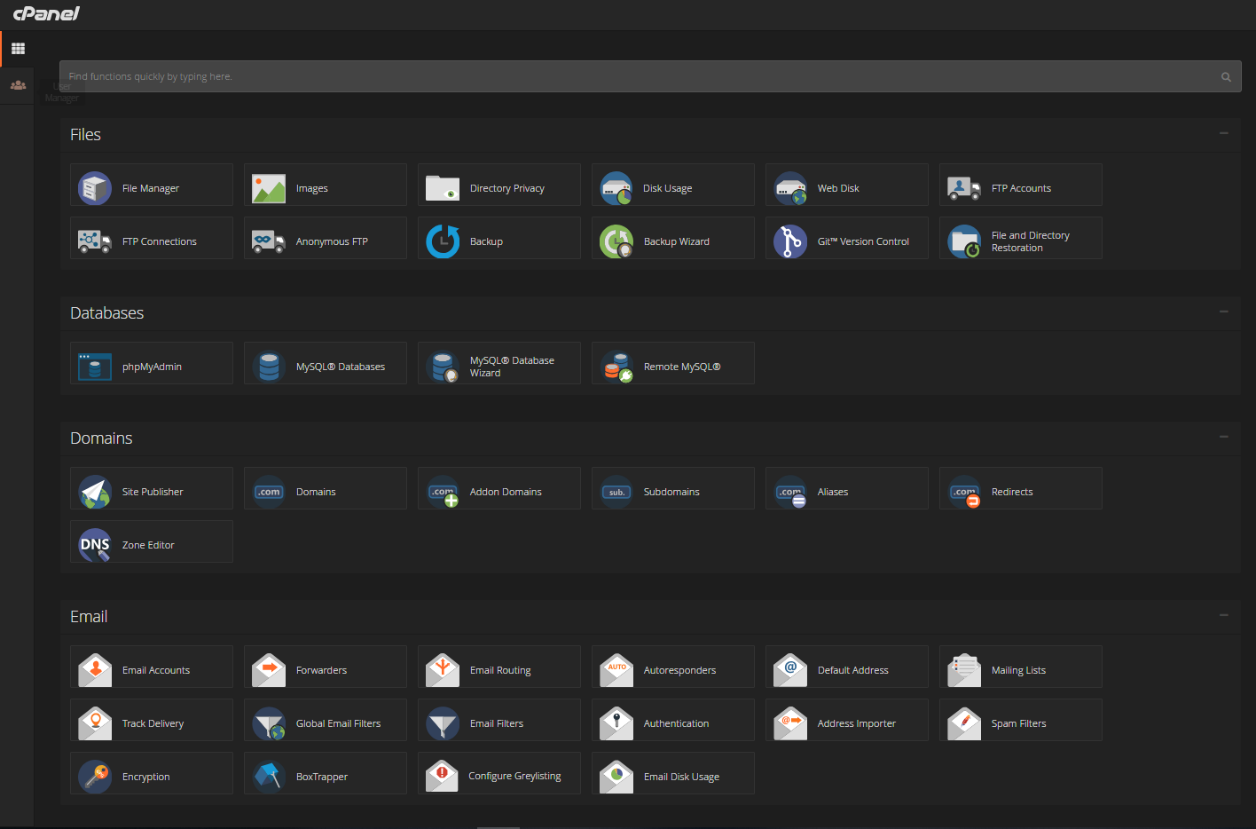 cPanel
Find functions quickly by typing here.
User
Manager
Files
File Manager
Images
Directory Privacy
Disk Usage
Web Disk
FTP Accounts
FTP Connections
Anonymous FTP
Backup
Backup Wizard
Git™ Version Control
File and Directory
Restoration
Databases
phpMyAdmin
MySQL® Databases
MySQL® Database
Wizard
Remote MySQL®
Domains
Site Publisher
.com
Domains
.com
Addon Domains
sub.
Subdomains
.com
Aliases
.com
Redirects
DNS
Zone Editor
Email
Email Accounts
Forwarders
Email Routing
AUTO
Autoresponders
@
Default Address
Mailing Lists
Track Delivery
Global Email Filters
Email Filters
Authentication
@
Address Importer
Spam Filters
Encryption
BoxTrapper
Configure Greylisting
Email Disk Usage